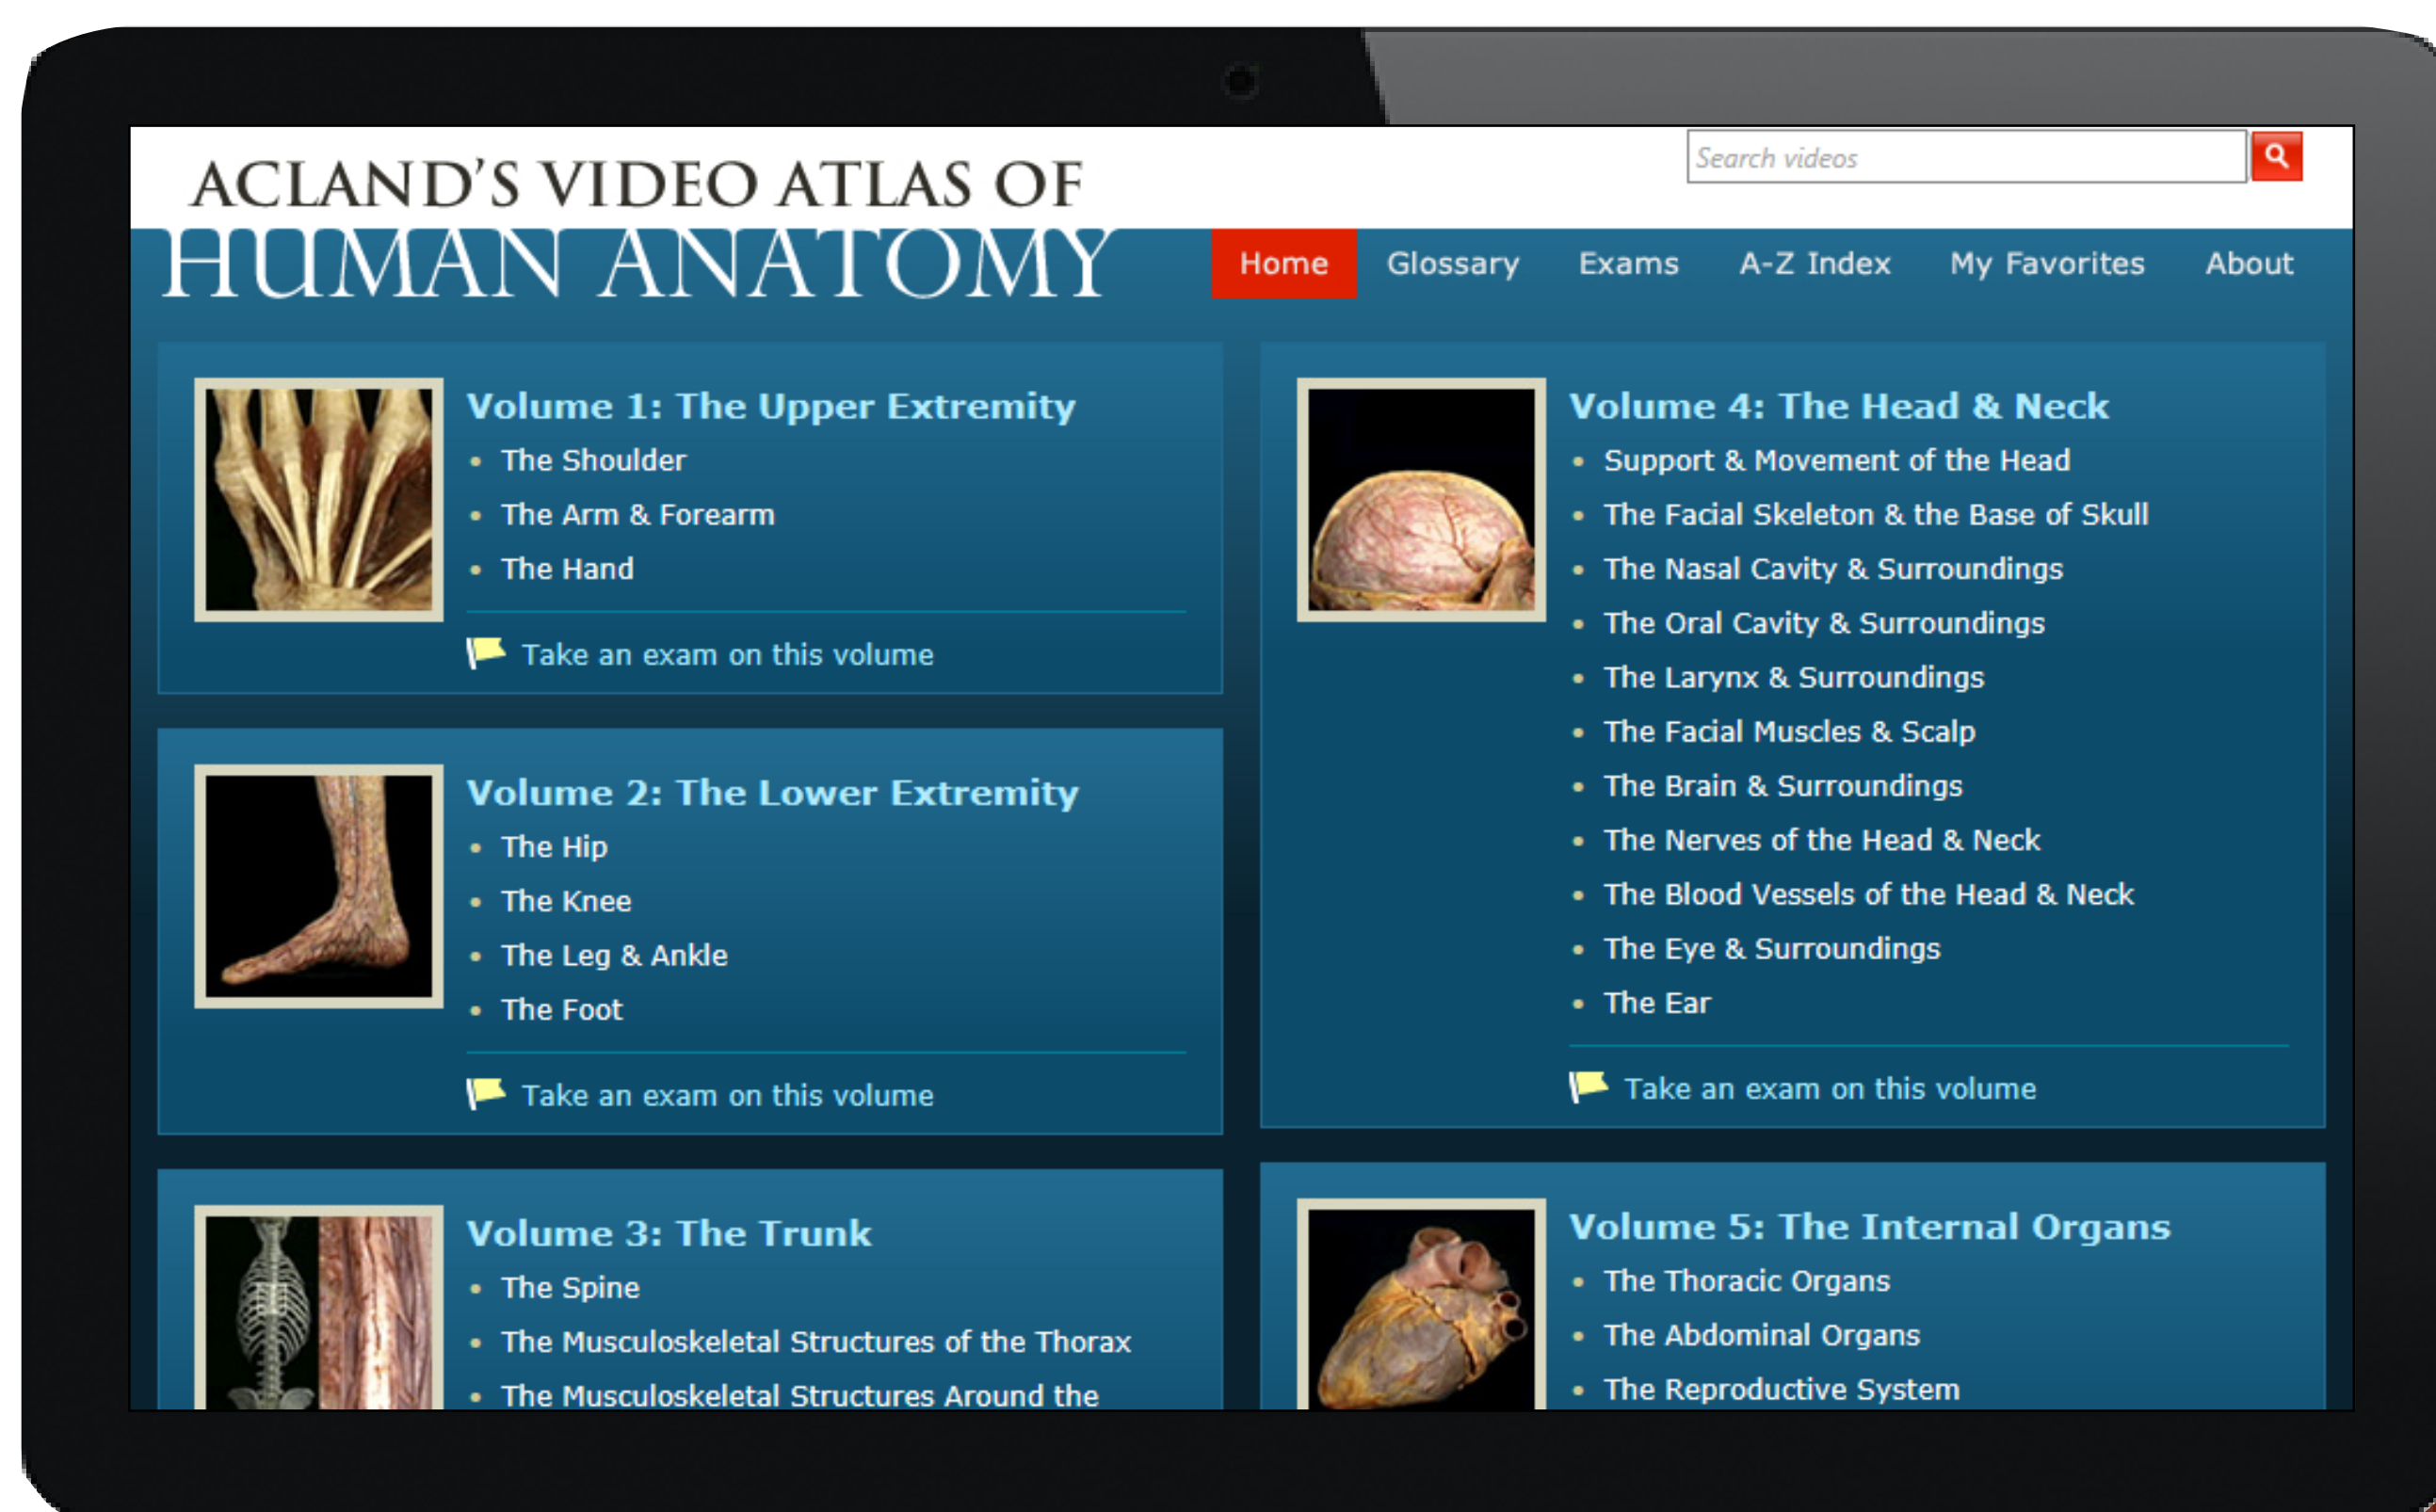 ACLAND'S VIDEO ATLAS OF
HUMAN ANATOMY
Search videos
Home Glossary Exams A-Z Index My Favorites About
Volume 1: The Upper Extremity
The Shoulder
The Arm & Forearm
The Hand
Take an exam on this volume
Volume 2: The Lower Extremity
The Hip
The Knee
The Leg & Ankle
The Foot
Take an exam on this volume
Volume 3: The Trunk
The Spine
The Musculoskeletal Structures of the Thorax
The Musculoskeletal Structures Around the
Volume 4: The Head & Neck
Support & Movement of the Head
The Facial Skeleton & the Base of Skull
The Nasal Cavity & Surroundings
The Oral Cavity & Surroundings
The Larynx & Surroundings
The Facial Muscles & Scalp
The Brain & Surroundings
The Nerves of the Head & Neck
The Blood Vessels of the Head & Neck
The Eye & Surroundings
The Ear
Take an exam on this volume
Volume 5: The Internal Organs
The Thoracic Organs
The Abdominal Organs
The Reproductive System